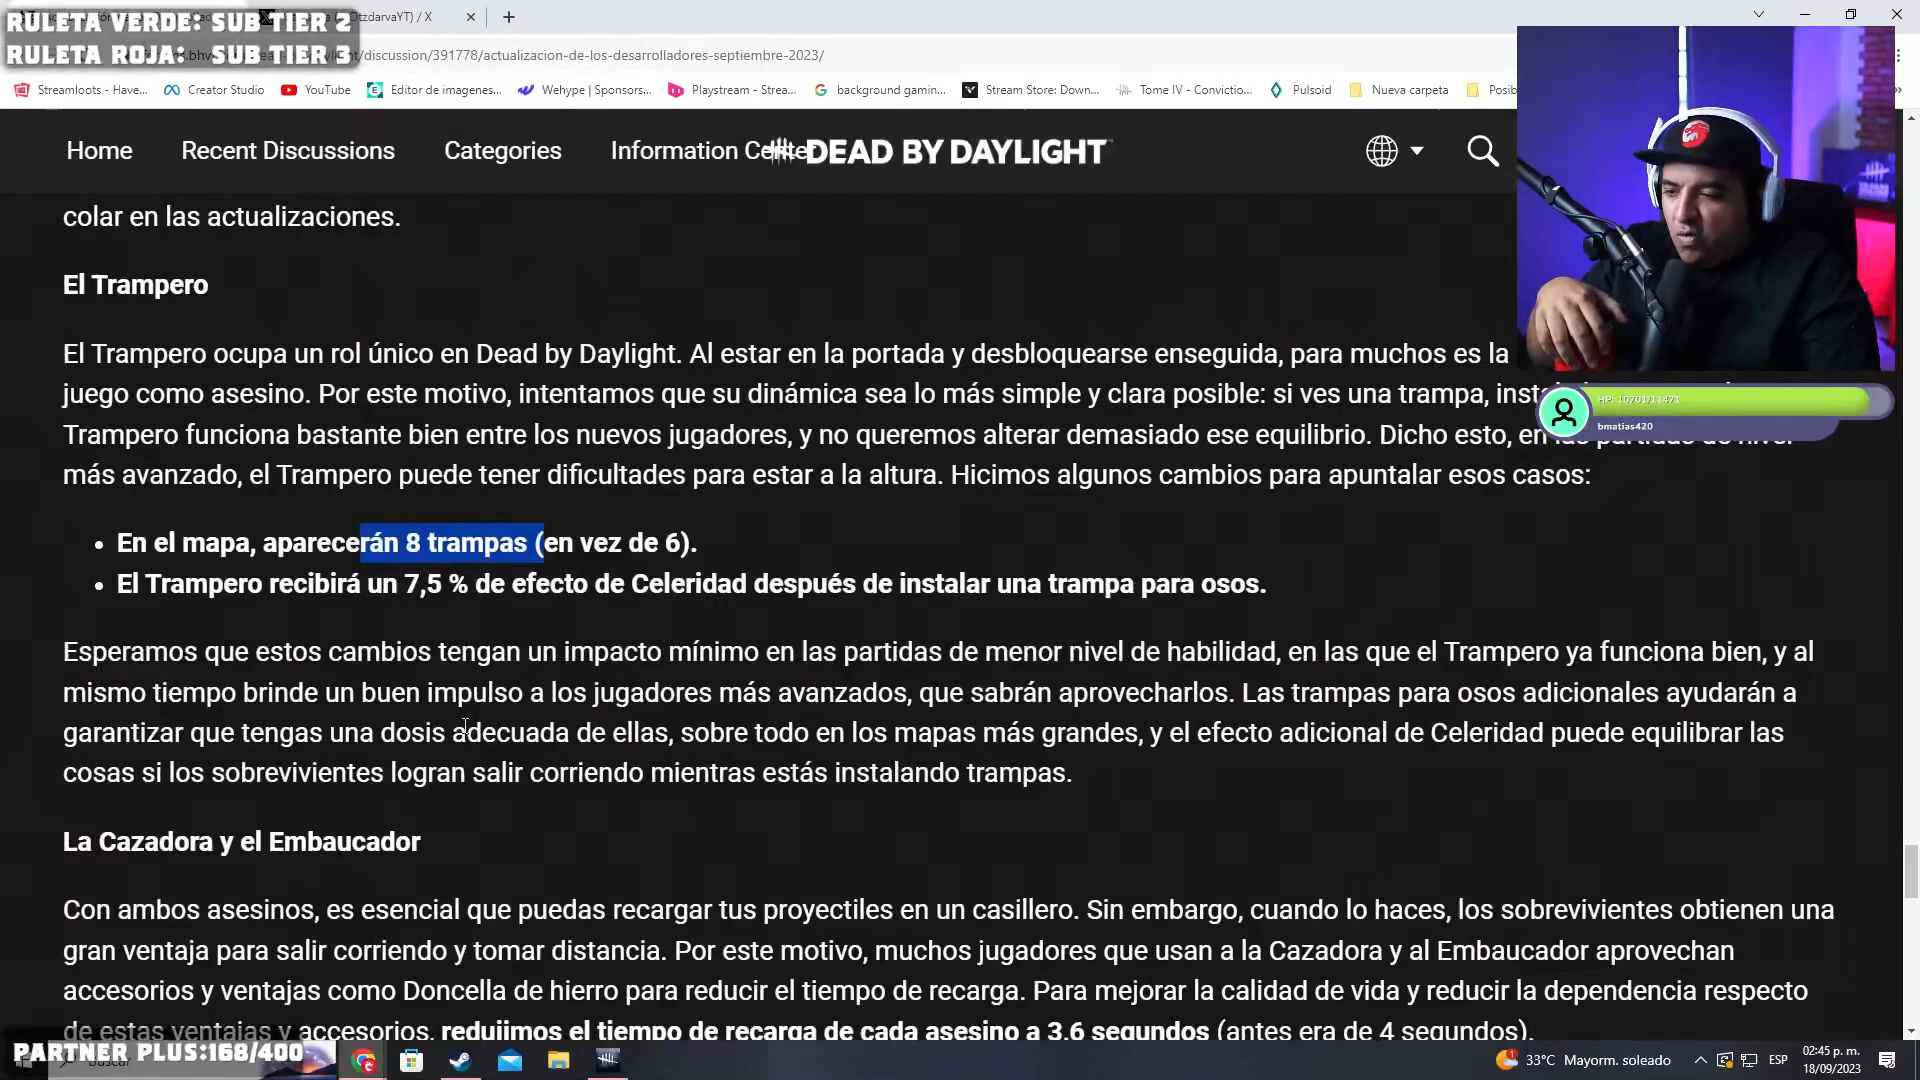 RULETA VERDE: SUB TIER 2
RULETA ROJA: SUB TIER 3
OtzdarvaYT) / X
/discussion/391778/actualizacion-de-los-desarrolladores-septiembre-2023/
Streamloots - Have...
Creator Studio
YouTube
Editor de imagenes...
Wehype | Sponsors...
Playstream - Strea...
background gamin...
Stream Store: Down...
Tome IV - Convictio...
Pulsoid
Nueva carpeta
Posib
Home
Recent Discussions
Categories
Information Center
DEAD BY DAYLIGHT
colar en las actualizaciones.
El Trampero
El Trampero ocupa un rol único en Dead by Daylight. Al estar en la portada y desbloquearse enseguida, para muchos es la
juego como asesino. Por este motivo, intentamos que su dinámica sea lo más simple y clara posible: si ves una trampa,
Trampero funciona bastante bien entre los nuevos jugadores, y no queremos alterar demasiado ese equilibrio. Dicho esto, en las partidas de nivel
más avanzado, el Trampero puede tener dificultades para estar a la altura. Hicimos algunos cambios para apuntalar esos casos:
HP: 10701/11471
bmatias420
• En el mapa, aparecerán 8 trampas (en vez de 6).
• El Trampero recibirá un 7,5 % de efecto de Celeridad después de instalar una trampa para osos.
Esperamos que estos cambios tengan un impacto mínimo en las partidas de menor nivel de habilidad, en las que el Trampero ya funciona bien, y al
mismo tiempo brinde un buen impulso a los jugadores más avanzados, que sabrán aprovecharlos. Las trampas para osos adicionales ayudarán a
garantizar que tengas una dosis adecuada de ellas, sobre todo en los mapas más grandes, y el efecto adicional de Celeridad puede equilibrar las
cosas si los sobrevivientes logran salir corriendo mientras estás instalando trampas.
La Cazadora y el Embaucador
Con ambos asesinos, es esencial que puedas recargar tus proyectiles en un casillero. Sin embargo, cuando lo haces, los sobrevivientes obtienen una
gran ventaja para salir corriendo y tomar distancia. Por este motivo, muchos jugadores que usan a la Cazadora y al Embaucador aprovechan
accesorios y ventajas como Doncella de hierro para reducir el tiempo de recarga. Para mejorar la calidad de vida y reducir la dependencia respecto
de estas ventajas y accesorios, redujimos el tiempo de recarga de cada asesino a 3,6 segundos (antes era de 4 segundos).
PARTNER PLUS:168/400
Buscar
33°C Mayorm. soleado
ESP
02:45 p. m.
18/09/2023